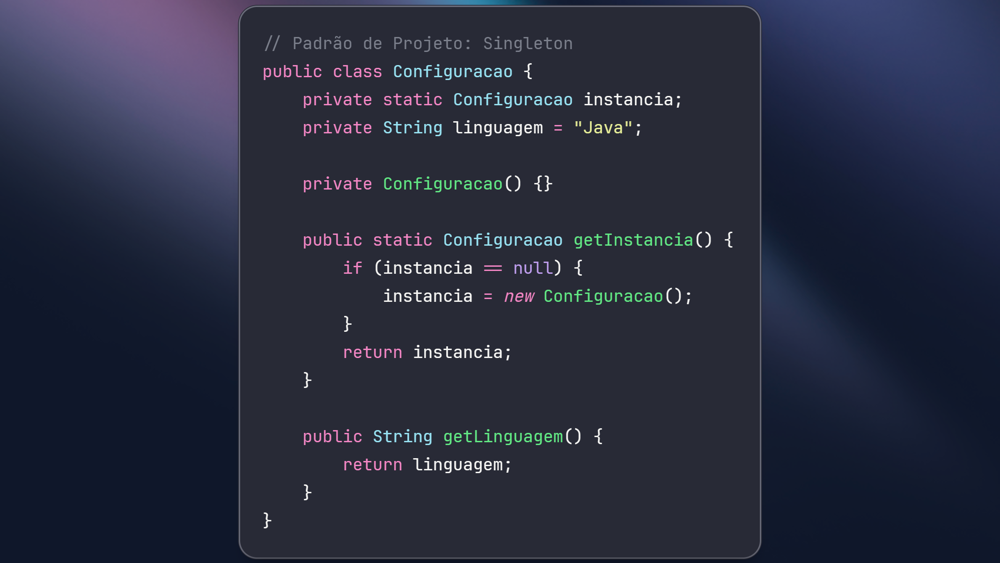 // Padrão de Projeto: Singleton
public class Configuracao {
    private static Configuracao instancia;
    private String linguagem = "Java";

    private Configuracao() {}

    public static Configuracao getInstancia() {
        if (instancia == null) {
            instancia = new Configuracao();
        }
        return instancia;
    }

    public String getLinguagem() {
        return linguagem;
    }
}